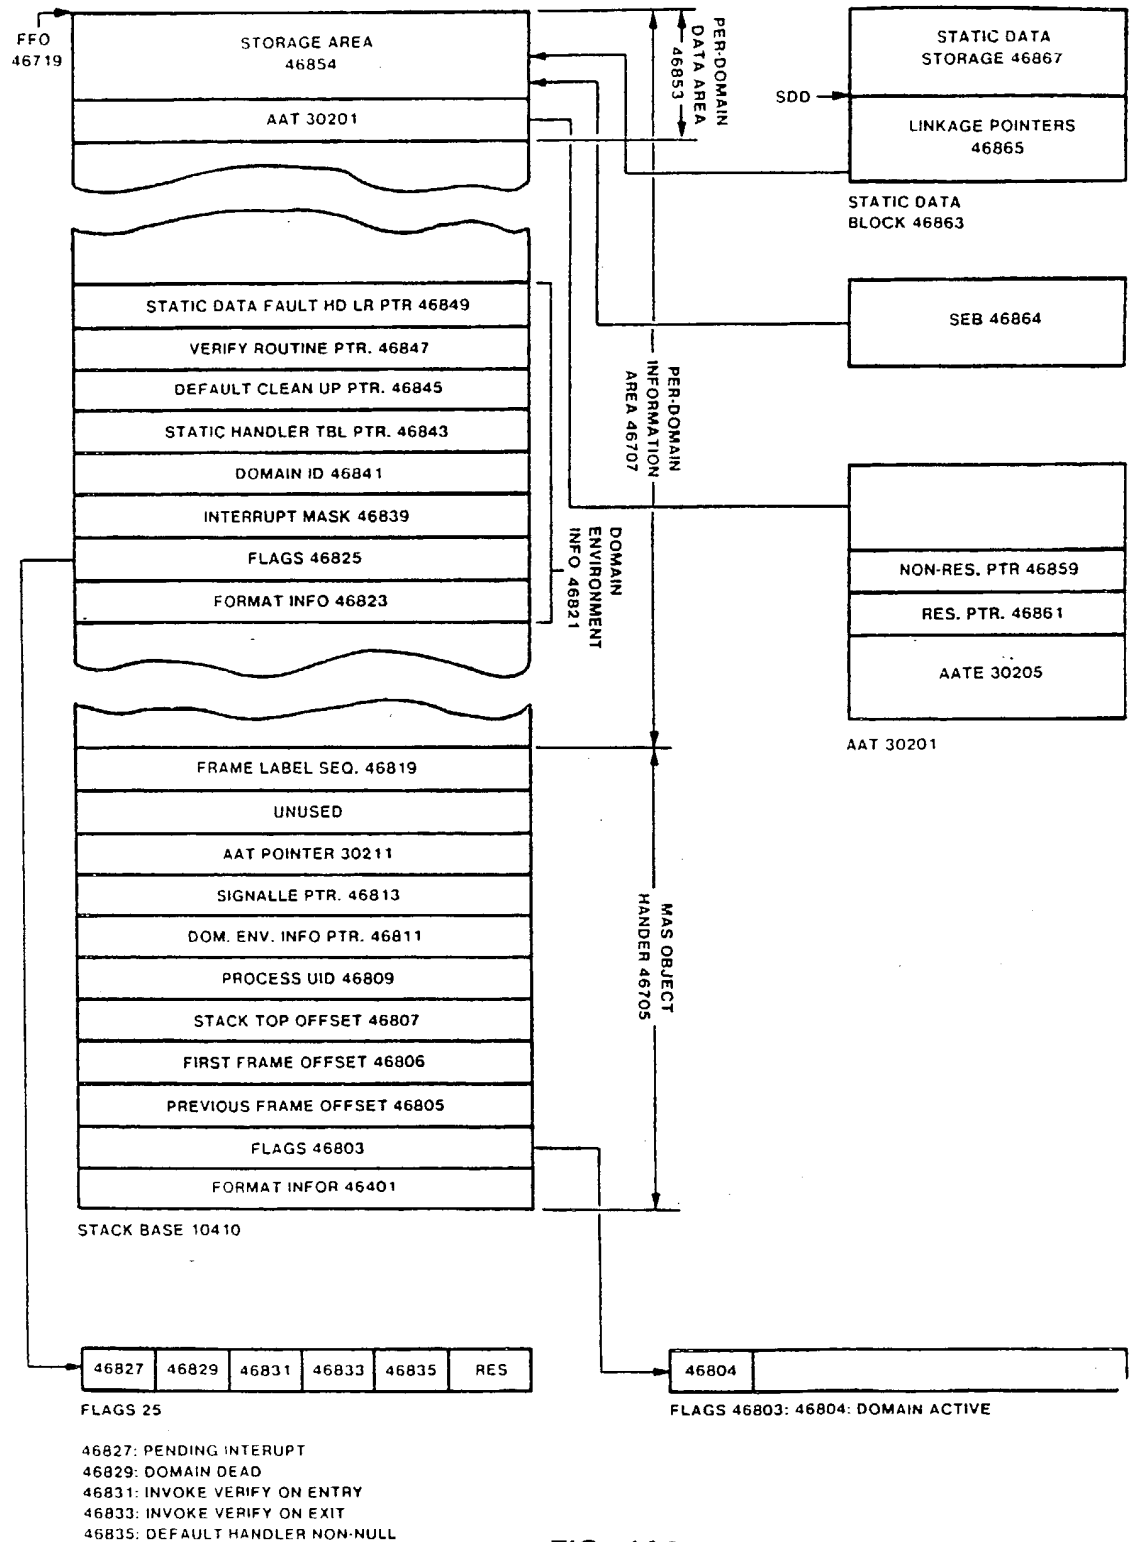 FFO
46719
STORAGE AREA
46854
AAT 30201
PER-DOMAIN
DATA AREA
46853
STATIC DATA
STORAGE 46867
SDD
LINKAGE POINTERS
46865
STATIC DATA
BLOCK 46863
STATIC DATA FAULT HD LR PTR 46849
VERIFY ROUTINE PTR. 46847
DEFAULT CLEAN UP PTR. 46845
STATIC HANDLER TBL PTR. 46843
DOMAIN ID 46841
INTERRUPT MASK 46839
FLAGS 46825
FORMAT INFO 46823
DOMAIN
ENVIRONMENT
INFO 46821
PER-DOMAIN
INFORMATION
AREA 46707
SEB 46864
NON-RES. PTR 46859
RES. PTR. 46861
AATE 30205
AAT 30201
FRAME LABEL SEQ. 46819
UNUSED
AAT POINTER 30211
SIGNALLE PTR. 46813
DOM. ENV. INFO PTR. 46811
PROCESS UID 46809
STACK TOP OFFSET 46807
FIRST FRAME OFFSET 46806
PREVIOUS FRAME OFFSET 46805
FLAGS 46803
FORMAT INFOR 46401
MAS OBJECT
HANDER 46705
STACK BASE 10410
46827 46829 46831 46833 46835 RES
FLAGS 25
46804
FLAGS 46803: 46804: DOMAIN ACTIVE
46827: PENDING INTERUPT
46829: DOMAIN DEAD
46831: INVOKE VERIFY ON ENTRY
46833: INVOKE VERIFY ON EXIT
46835: DEFAULT HANDLER NON-NULL